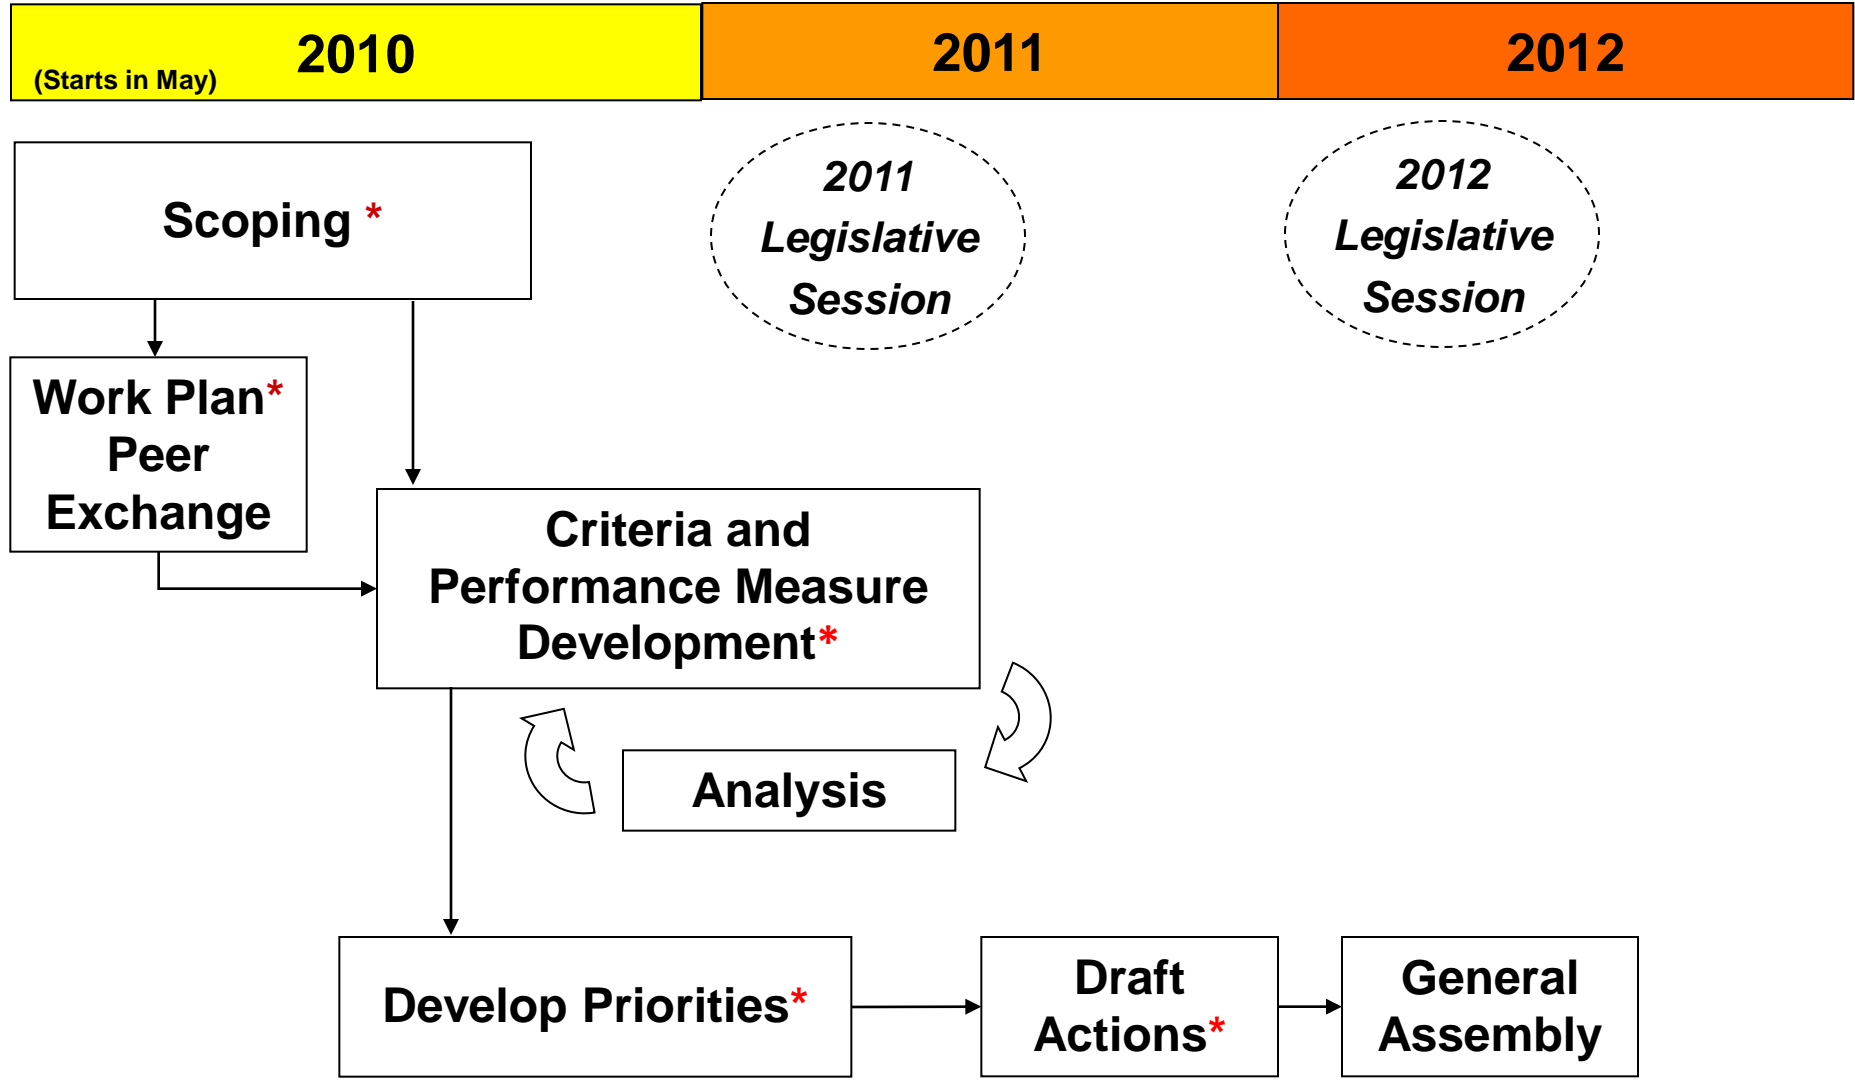 2010
(Starts in May)
2011
2012
Scoping *
2011
Legislative
Session
2012
Legislative
Session
Work Plan*
Peer
Exchange
Criteria and
Performance Measure
Development*
Analysis
Develop Priorities*
Draft
Actions*
General
Assembly